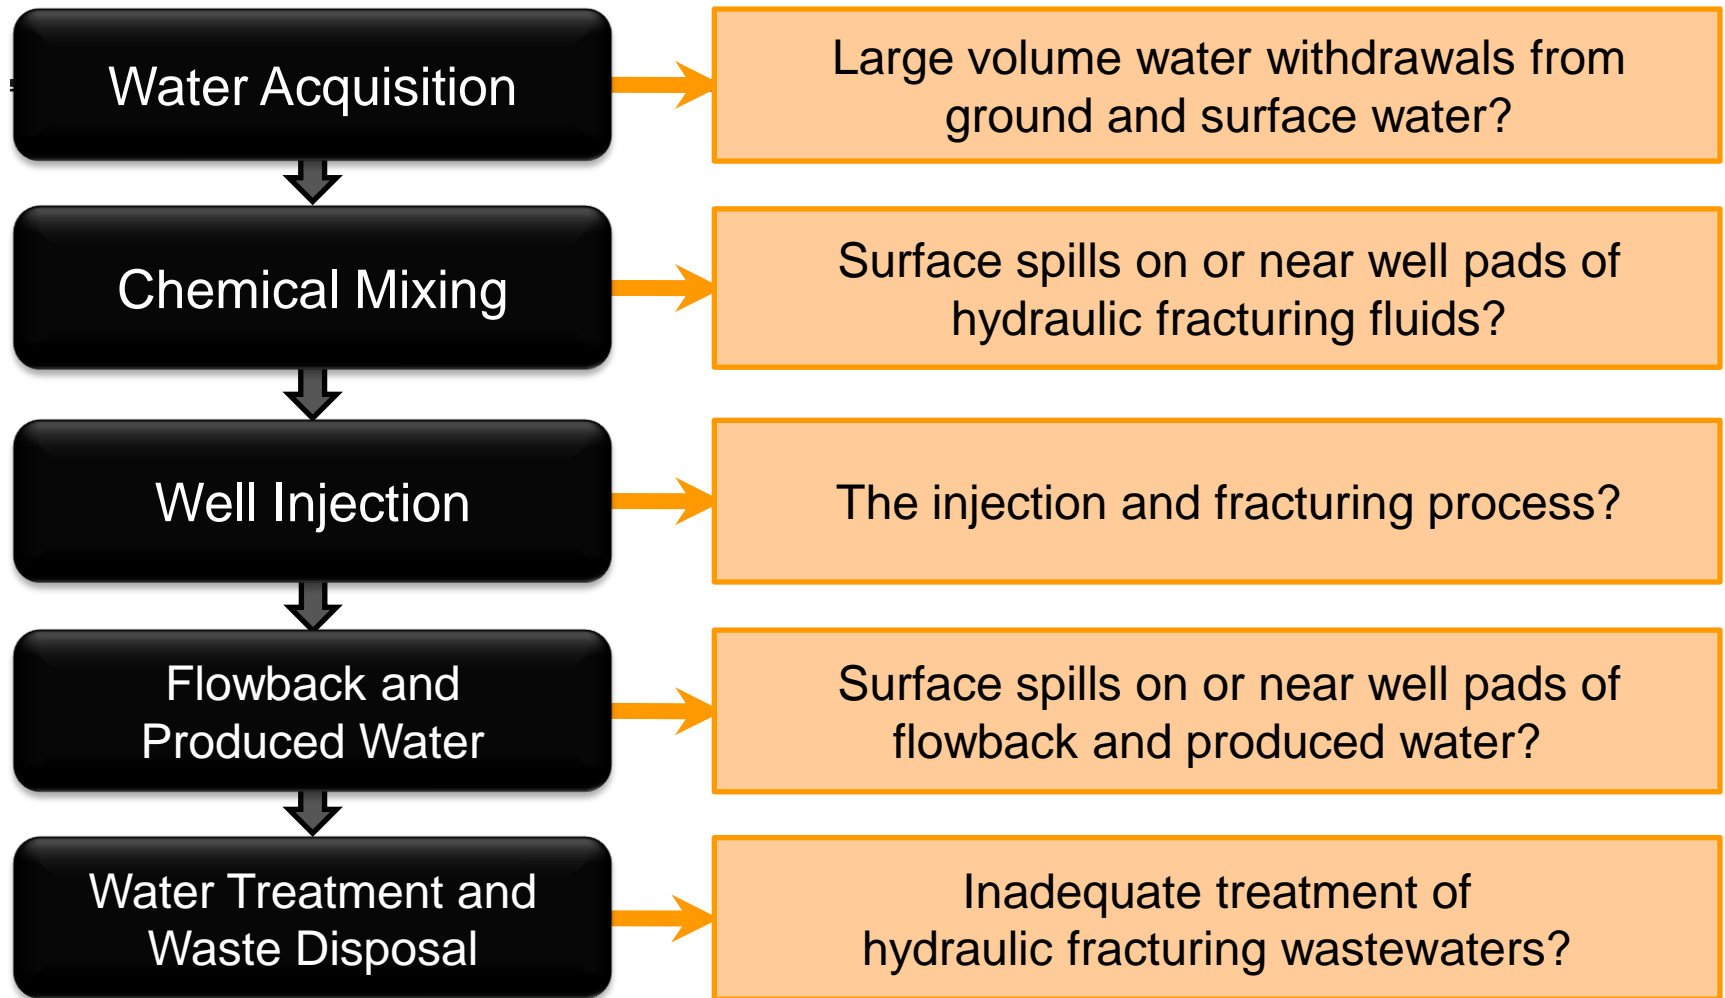 Water Acquisition
Large volume water withdrawals from
ground and surface water?
Chemical Mixing
Surface spills on or near well pads of
hydraulic fracturing fluids?
Well Injection
The injection and fracturing process?
Flowback and
Produced Water
Surface spills on or near well pads of
flowback and produced water?
Water Treatment and
Waste Disposal
Inadequate treatment of
hydraulic fracturing wastewaters?